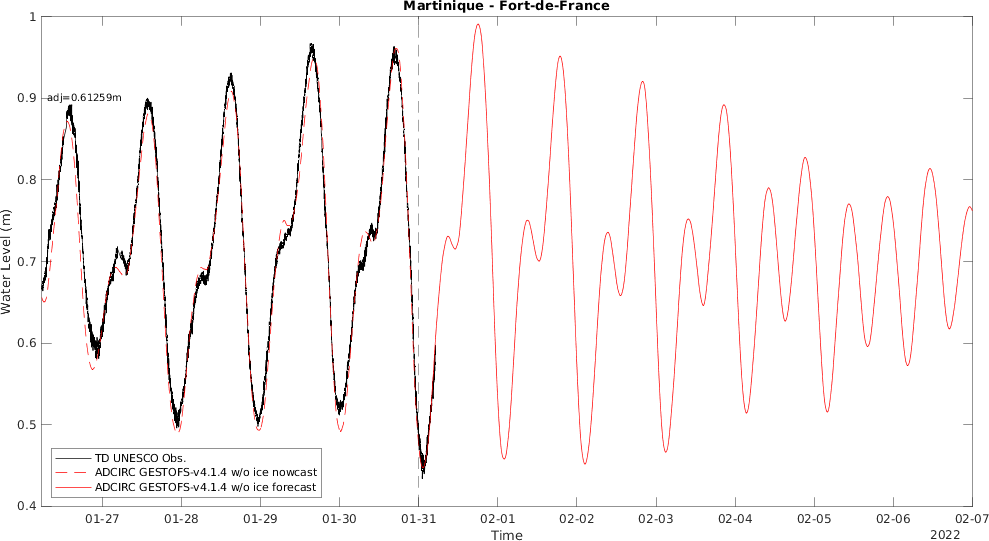 Martinique - Fort-de-France
1
0.9
0.8
0.7
0.6
0.5
0.4
Water Level (m)
adj=0.61259m
TD UNESCO Obs.
ADCIRC GESTOFS-v4.1.4 w/o ice nowcast
ADCIRC GESTOFS-v4.1.4 w/o ice forecast
01-27 01-28 01-29 01-30 01-31 02-01 02-02 02-03 02-04 02-05 02-06 02-07
Time
2022